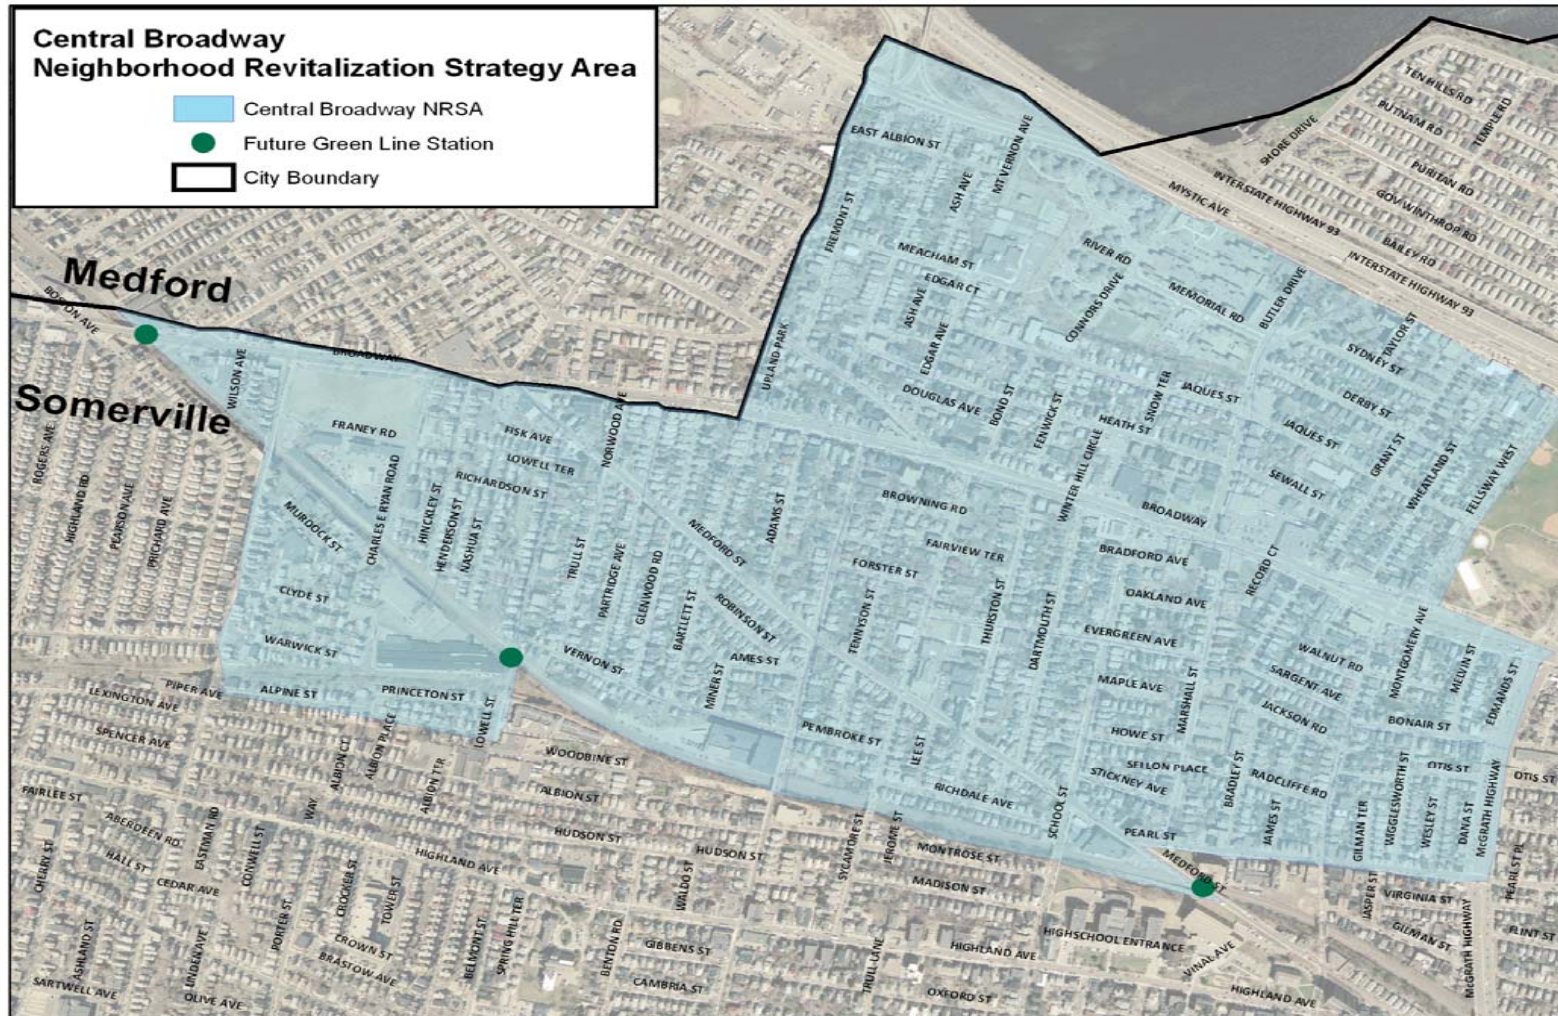 Central Broadway
Neighborhood Revitalization Strategy Area
Central Broadway NRSA
Future Green Line Station
City Boundary
TEN HILLS RD
PUTNAM RD
TEMPLE RD
SHORE DRIVE
EAST ALBION ST
MT VERNON AVE
PURITAN RD
ASH AVE
MYSTIC AVE
INTERSTATE HIGHWAY 93
GOV WINTHROP RD
FREMONT ST
BAILEY RD
MEACHAM ST
RIVER RD
INTERSTATE HIGHWAY 93
Medford
EDGAR CT
MEMORIAL RD
BUTLER DRIVE
BOSTON AVE
ASH AVE
CONNORS DRIVE
TAYLOR ST
SYDNEY ST
BROADWAY
UPLAND PARK
EDGAR AVE
WILSON AVE
Somerville
DOUGLAS AVE
BOND ST
SNOW TER
JAQUES ST
DERBY ST
FENWICK ST
HEATH ST
FRANEY RD
FISK AVE
NORWOOD AVE
JAQUES ST
GRANT ST
ROGERS AVE
LOWELL TER
WINTER HILL CIRCLE
WHEATLAND ST
FELLSWAY WEST
RICHARDSON ST
SEWALL ST
HIGHLAND RD
PEARSON AVE
PRICHARD AVE
CHARLES E RYAN ROAD
HINCKLEY ST
BROWNING RD
BROADWAY
MURDOCK ST
HENDERSON ST
NASHUA ST
MEDFORD ST
ADAMS ST
FAIRVIEW TER
BRADFORD AVE
TRULL ST
PARTRIDGE AVE
GLENWOOD RD
FORSTER ST
RECORD CT
CLYDE ST
BARTLETT ST
ROBINSON ST
TENNYSON ST
THURSTON ST
DARTMOUTH ST
OAKLAND AVE
WARWICK ST
VERNON ST
AMES ST
EVERGREEN AVE
WALNUT RD
MONTGOMERY AVE
MELVIN ST
SARGENT AVE
EDMANDS ST
PIPER AVE
ALPINE ST
PRINCETON ST
MINER ST
MAPLE AVE
MARSHALL ST
LEXINGTON AVE
LOWELL ST
JACKSON RD
BONAIR ST
SPENCER AVE
ALBION PLACE
ALBION CT
PEMBROKE ST
HOWE ST
LEE ST
WOODBINE ST
SELLON PLACE
OTIS ST
OTIS ST
ALBION TER
STICKNEY AVE
BRADLEY ST
RADCLIFFE RD
FAIRLEE ST
WAY
ALBION ST
RICHDALE AVE
SCHOOL ST
WIGGLESWORTH ST
WESLEY ST
DANA ST
McGRATH HIGHWAY
ABERDEEN RD
EASTMAN RD
HUDSON ST
HUDSON ST
SYCAMORE ST
JEROME ST
PEARL ST
JAMES ST
GILMAN TER
CHERRY ST
HALL ST
CONWELL ST
HIGHLAND AVE
MONTROSE ST
MEDFORD ST
PEARL ST PL
CEDAR AVE
CROCKER ST
TOWER ST
WALDO ST
MADISON ST
JASPER ST
VIRGINIA ST
PORTER ST
BELMONT ST
SPRING HILL TER
GILMAN ST
FLINT ST
ASHLAND ST
LINDEN AVE
CROWN ST
BENTON RD
GIBBENS ST
TRULL LANE
HIGHLAND AVE
HIGHSCHOOL ENTRANCE
VINAL AVE
McGRATH HIGHWAY
BRASTOW AVE
SARTWELL AVE
OLIVE AVE
CAMBRIA ST
OXFORD ST
HIGHLAND AVE